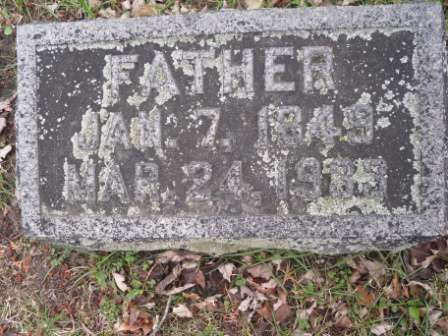 FATHER
JAN. 7, 1849
MAR. 24,